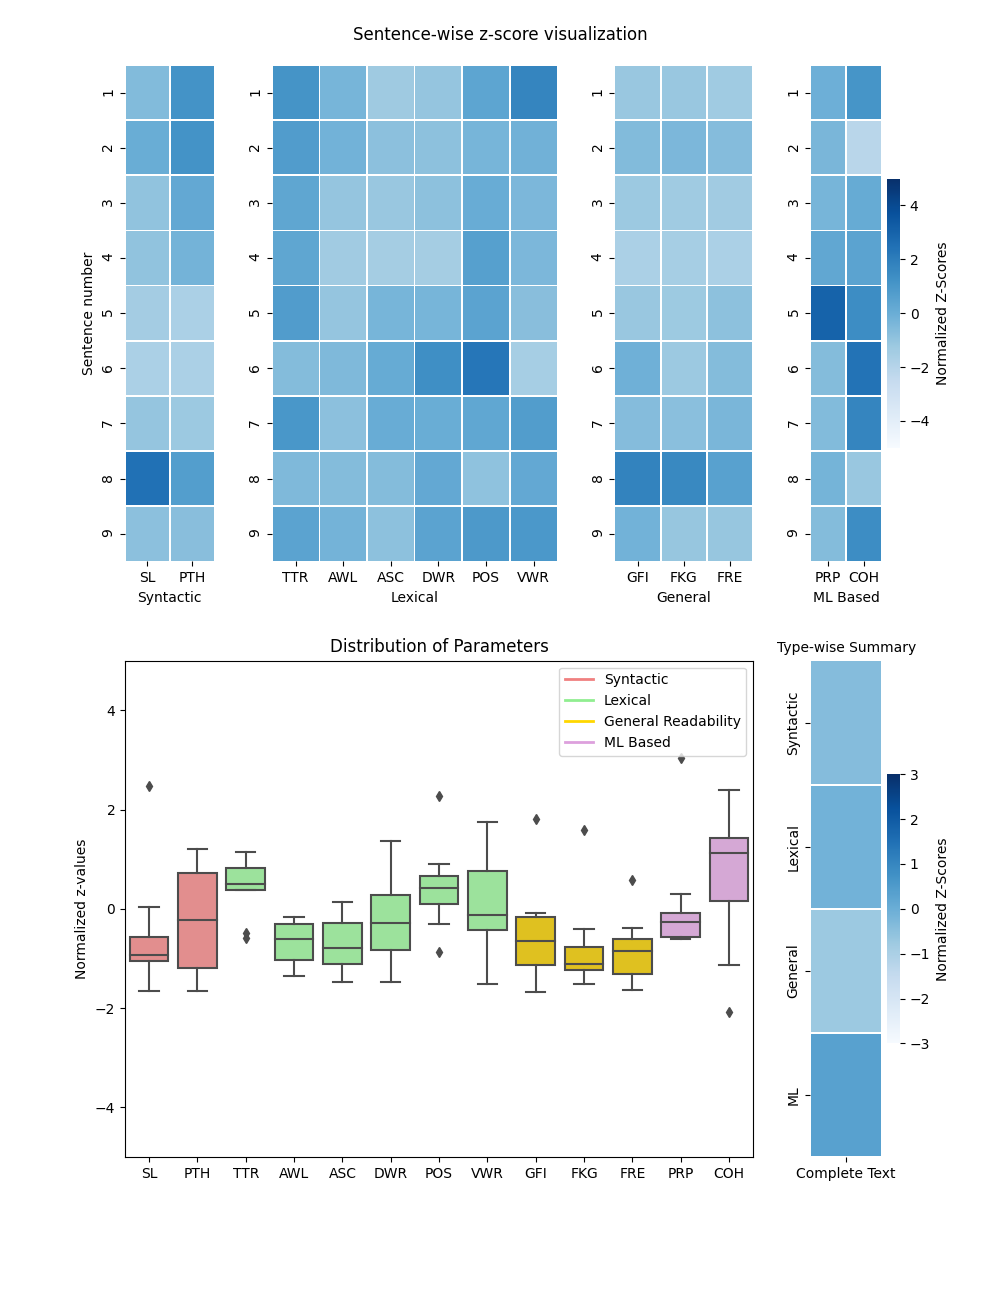 Sentence-wise z-score visualization
Sentence number
1
2
3
4
5
6
7
8
9
SL PTH
Syntactic
1
2
3
4
5
6
7
8
9
TTR AWL ASC DWR POS VWR
Lexical
1
2
3
4
5
6
7
8
9
GFI FKG FRE
General
1
2
3
4
5
6
7
8
9
PRP COH
ML Based
4
2
0
−2
−4
Normalized Z-Scores
Distribution of Parameters
Normalized z-values
4
2
0
−2
−4
Syntactic
Lexical
General Readability
ML Based
SL PTH TTR AWL ASC DWR POS VWR GFI FKG FRE PRP COH
Type-wise Summary
Syntactic
Lexical
General
ML
Complete Text
3
2
1
0
−1
−2
−3
Normalized Z-Scores